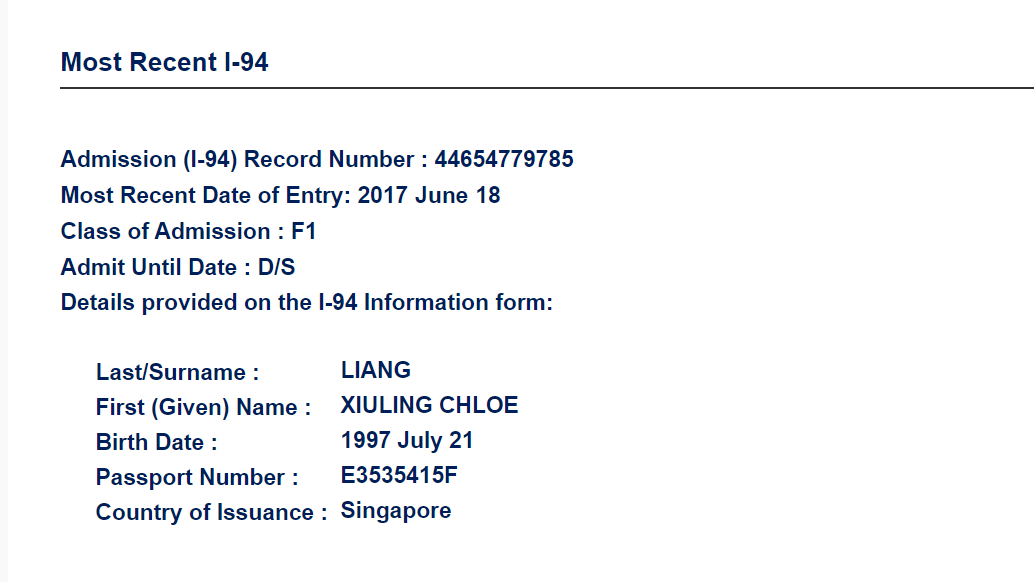 Most Recent I-94
Admission (I-94) Record Number : 44654779785
Most Recent Date of Entry: 2017 June 18
Class of Admission : F1
Admit Until Date : D/S
Details provided on the I-94 Information form:
Last/Surname : LIANG
First (Given) Name : XIULING CHLOE
Birth Date : 1997 July 21
Passport Number : E3535415F
Country of Issuance : Singapore